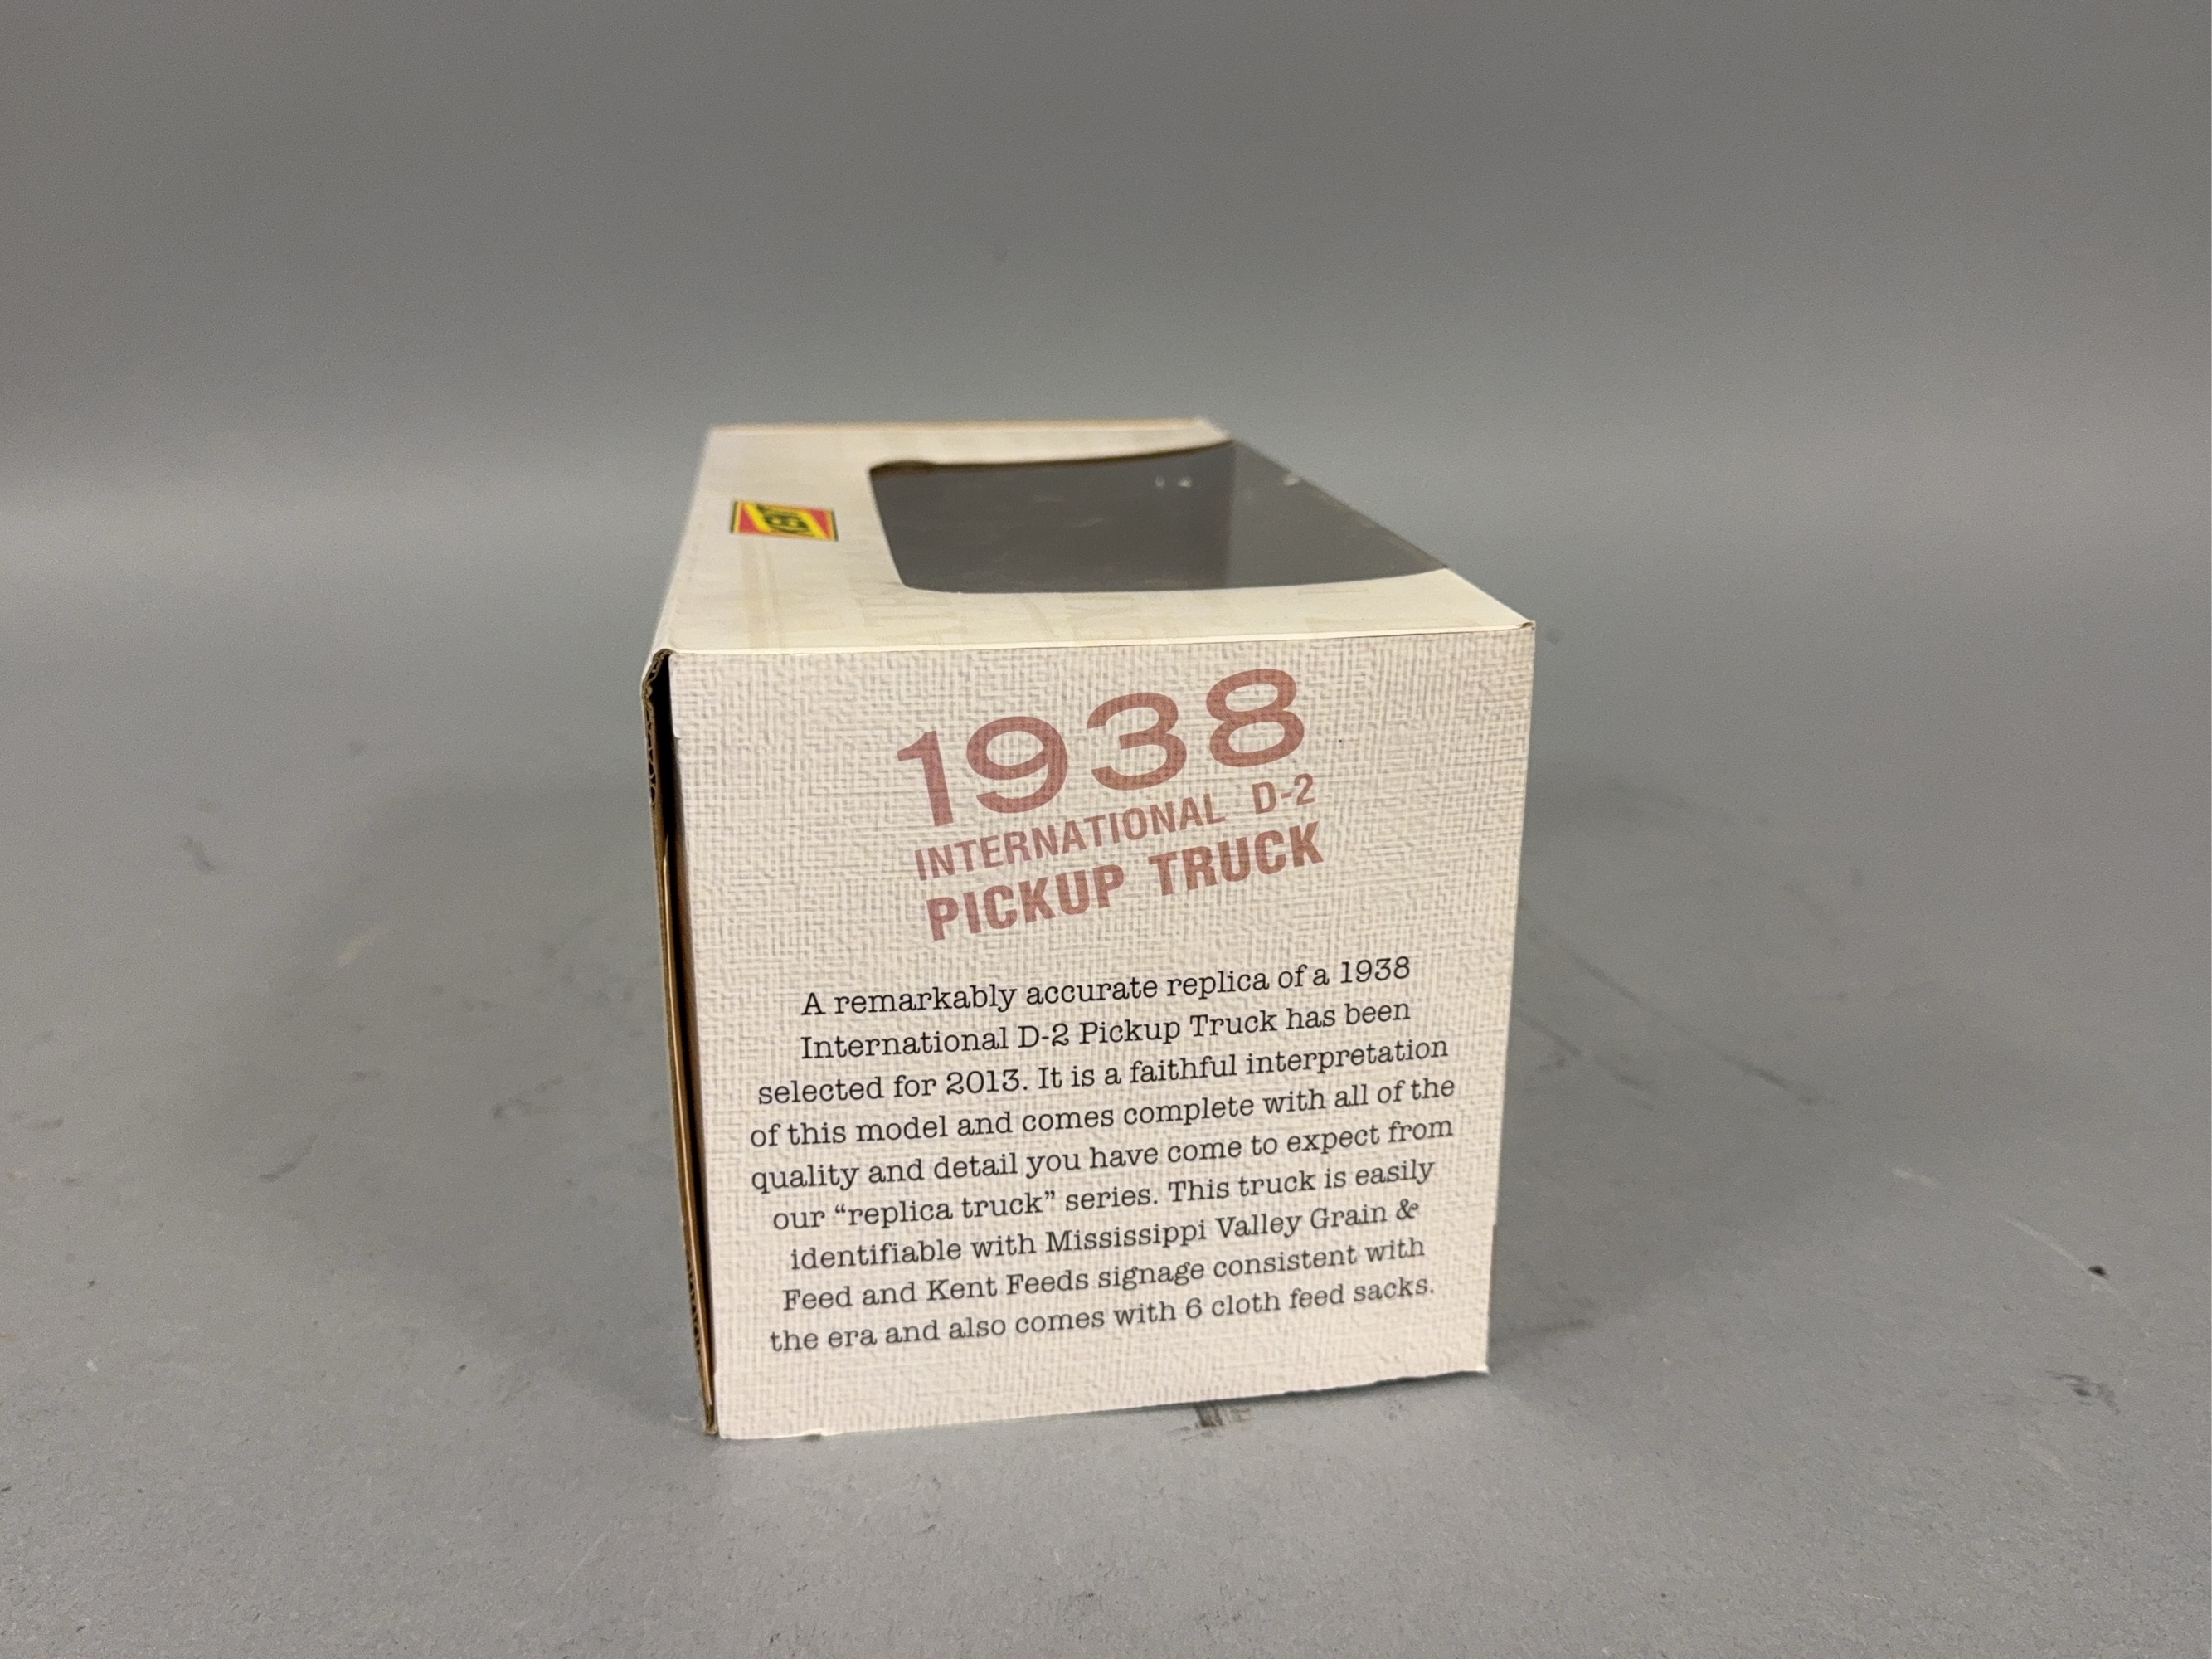 1938
INTERNATIONAL D-2
PICKUP TRUCK
A remarkably accurate replica of a 1938
International D-2 Pickup Truck has been
selected for 2013. It is a faithful interpretation
of this model and comes complete with all of the
quality and detail you have come to expect from
our “replica truck” series. This truck is easily
identifiable with Mississippi Valley Grain &
Feed and Kent Feeds signage consistent with
the era and also comes with 6 cloth feed sacks.